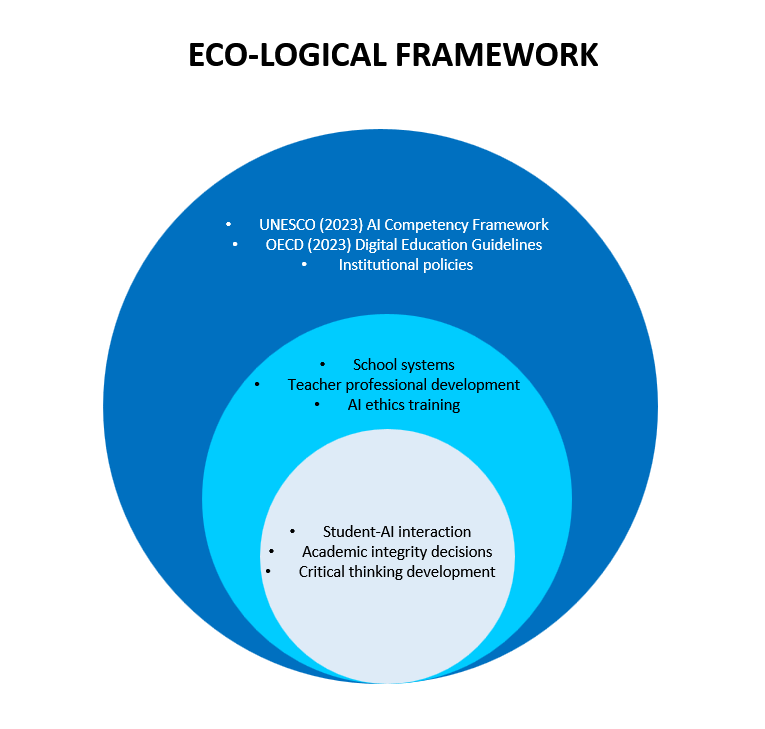 ECO-LOGICAL FRAMEWORK
• UNESCO (2023) AI Competency Framework
• OECD (2023) Digital Education Guidelines
• Institutional policies
• School systems
• Teacher professional development
• AI ethics training
• Student-AI interaction
• Academic integrity decisions
• Critical thinking development